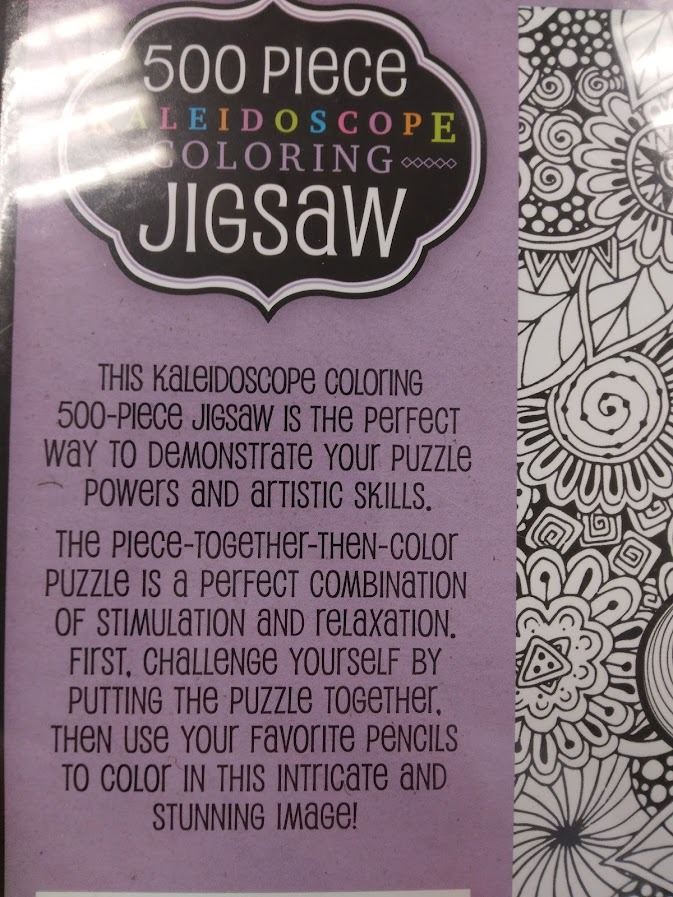 500 Piece
KALEIDOSCOPE
COLORING
JIGSaW
THIS KaLEIDOSCOPE COLOrING
500-PIECE JIGSaW IS THE PerFECT
Way TO DeMONSTraTE YOUr PUZZLe
POWerS AND arTISTIC SKILLS.
THE PIeCe-TOGeTHer-THEN-COLOr
PUZZLE IS a PerFECT COMBINaTION
OF STIMULaTION AND reLaXaTION.
FIrST, CHaLLENGe YOUrSELF BY
PUTTING THE PUZZLe TOGETHer,
THEN USE YOUr FaVOrITE PENCILS
TO COLOr IN THIS INTrICaTE aND
STUNNING IMaGe!